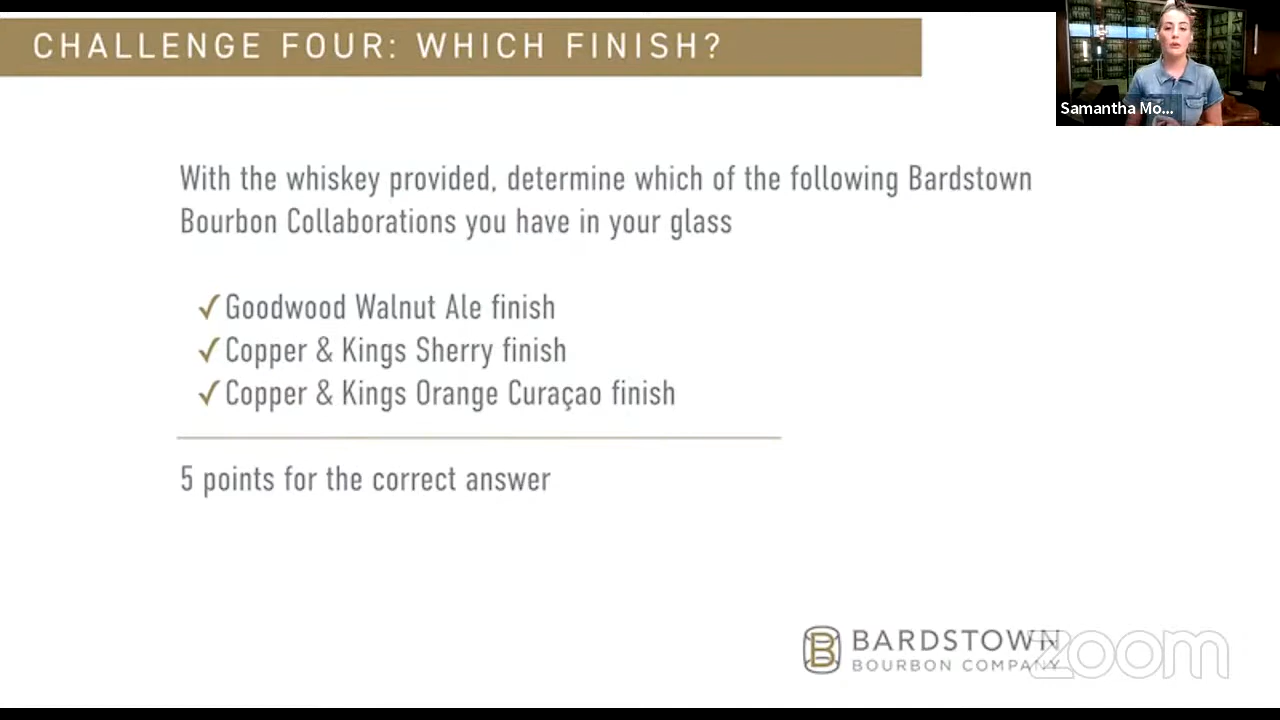 CHALLENGE FOUR: WHICH FINISH?
Samantha Mo...
With the whiskey provided, determine which of the following Bardstown
Bourbon Collaborations you have in your glass
✓Goodwood Walnut Ale finish
✓Copper & Kings Sherry finish
✓Copper & Kings Orange Curaçao finish
5 points for the correct answer
B BARDSTOWN
BOURBON COMPANY
zoom